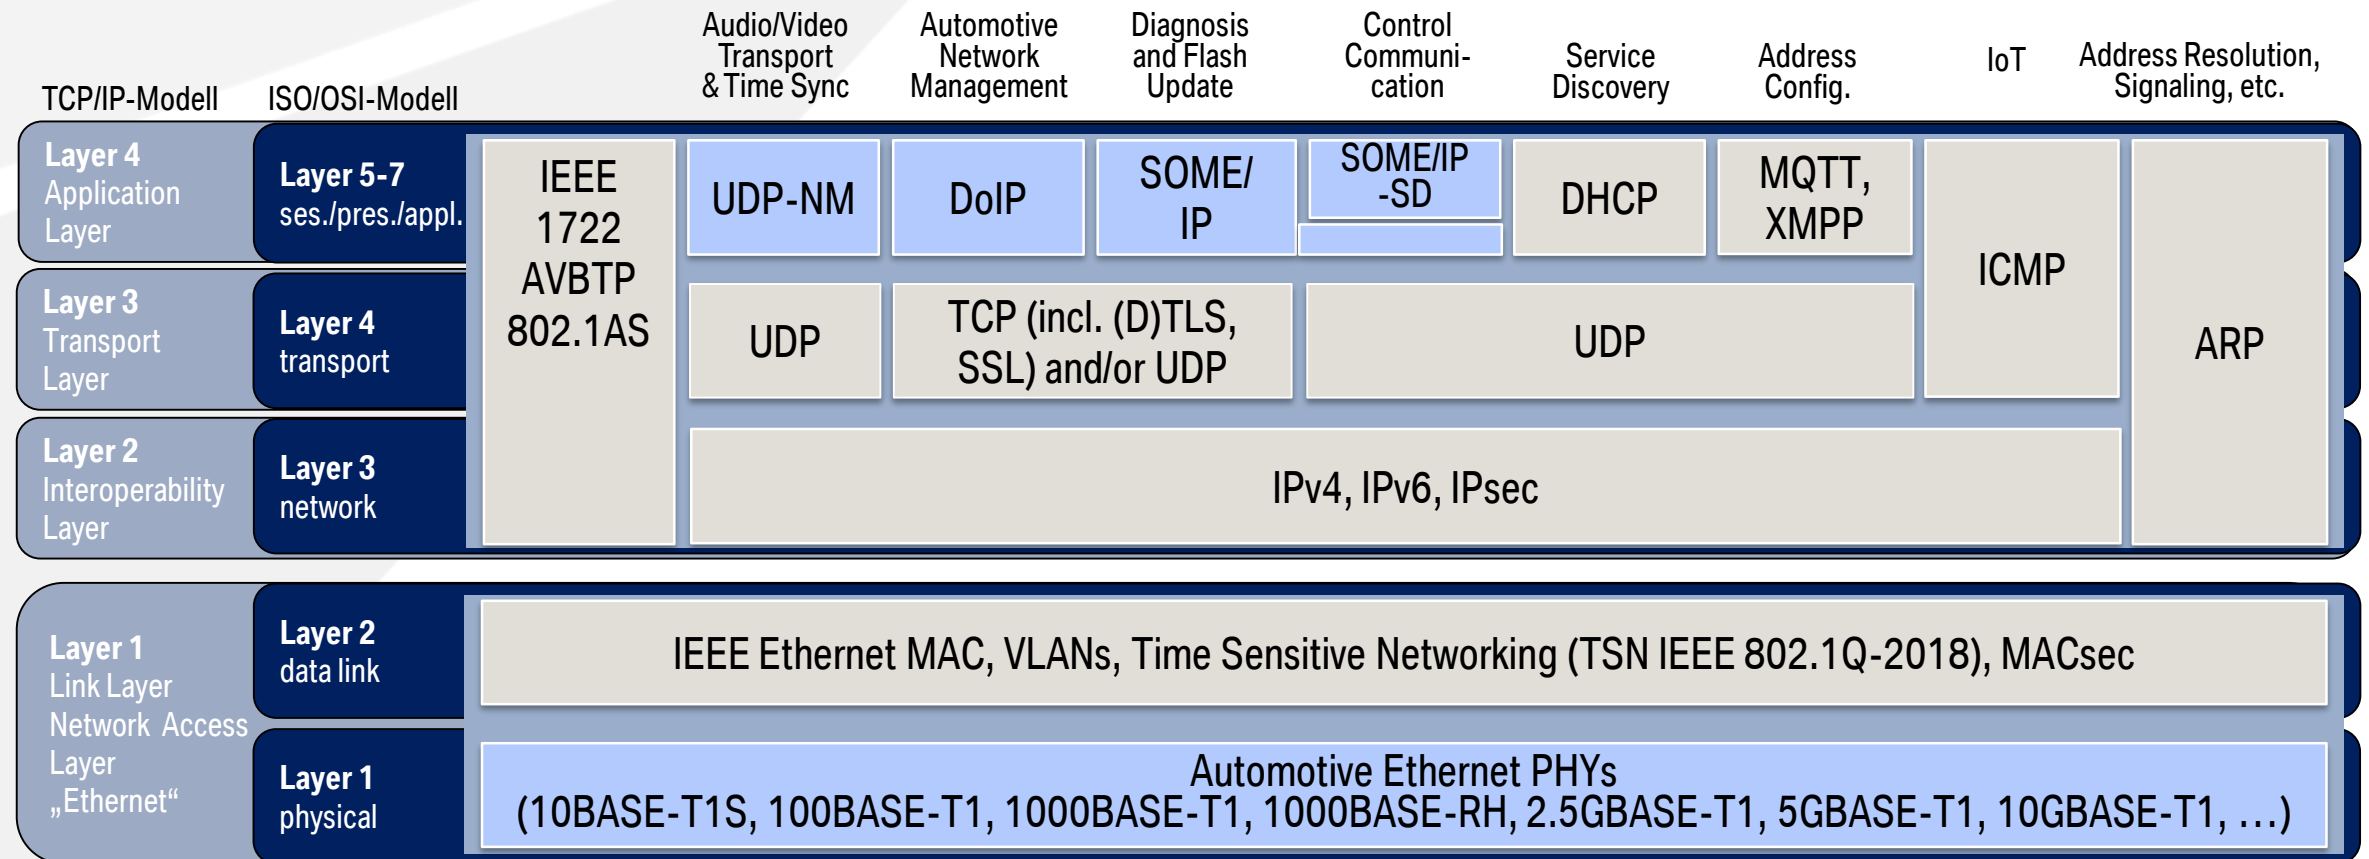 Audio/Video
Transport
& Time Sync
Automotive
Network
Management
Diagnosis
and Flash
Update
Control
Communi-
cation
Service
Discovery
Address
Config.
IoT
Address Resolution,
Signaling, etc.
TCP/IP-Modell
ISO/OSI-Modell
Layer 4
Application
Layer
Layer 5-7
ses./pres./appl.
IEEE
1722
AVBTP
802.1AS
UDP-NM
DoIP
SOME/
IP
SOME/IP
-SD
DHCP
MQTT,
XMPP
ICMP
ARP
Layer 3
Transport
Layer
Layer 4
transport
UDP
TCP (incl. (D)TLS,
SSL) and/or UDP
UDP
Layer 2
Interoperability
Layer
Layer 3
network
IPv4, IPv6, IPsec
Layer 1
Link Layer
Network Access
Layer
„Ethernet“
Layer 2
data link
IEEE Ethernet MAC, VLANs, Time Sensitive Networking (TSN IEEE 802.1Q-2018), MACsec
Layer 1
physical
Automotive Ethernet PHYs
(10BASE-T1S, 100BASE-T1, 1000BASE-T1, 1000BASE-RH, 2.5GBASE-T1, 5GBASE-T1, 10GBASE-T1, ...)